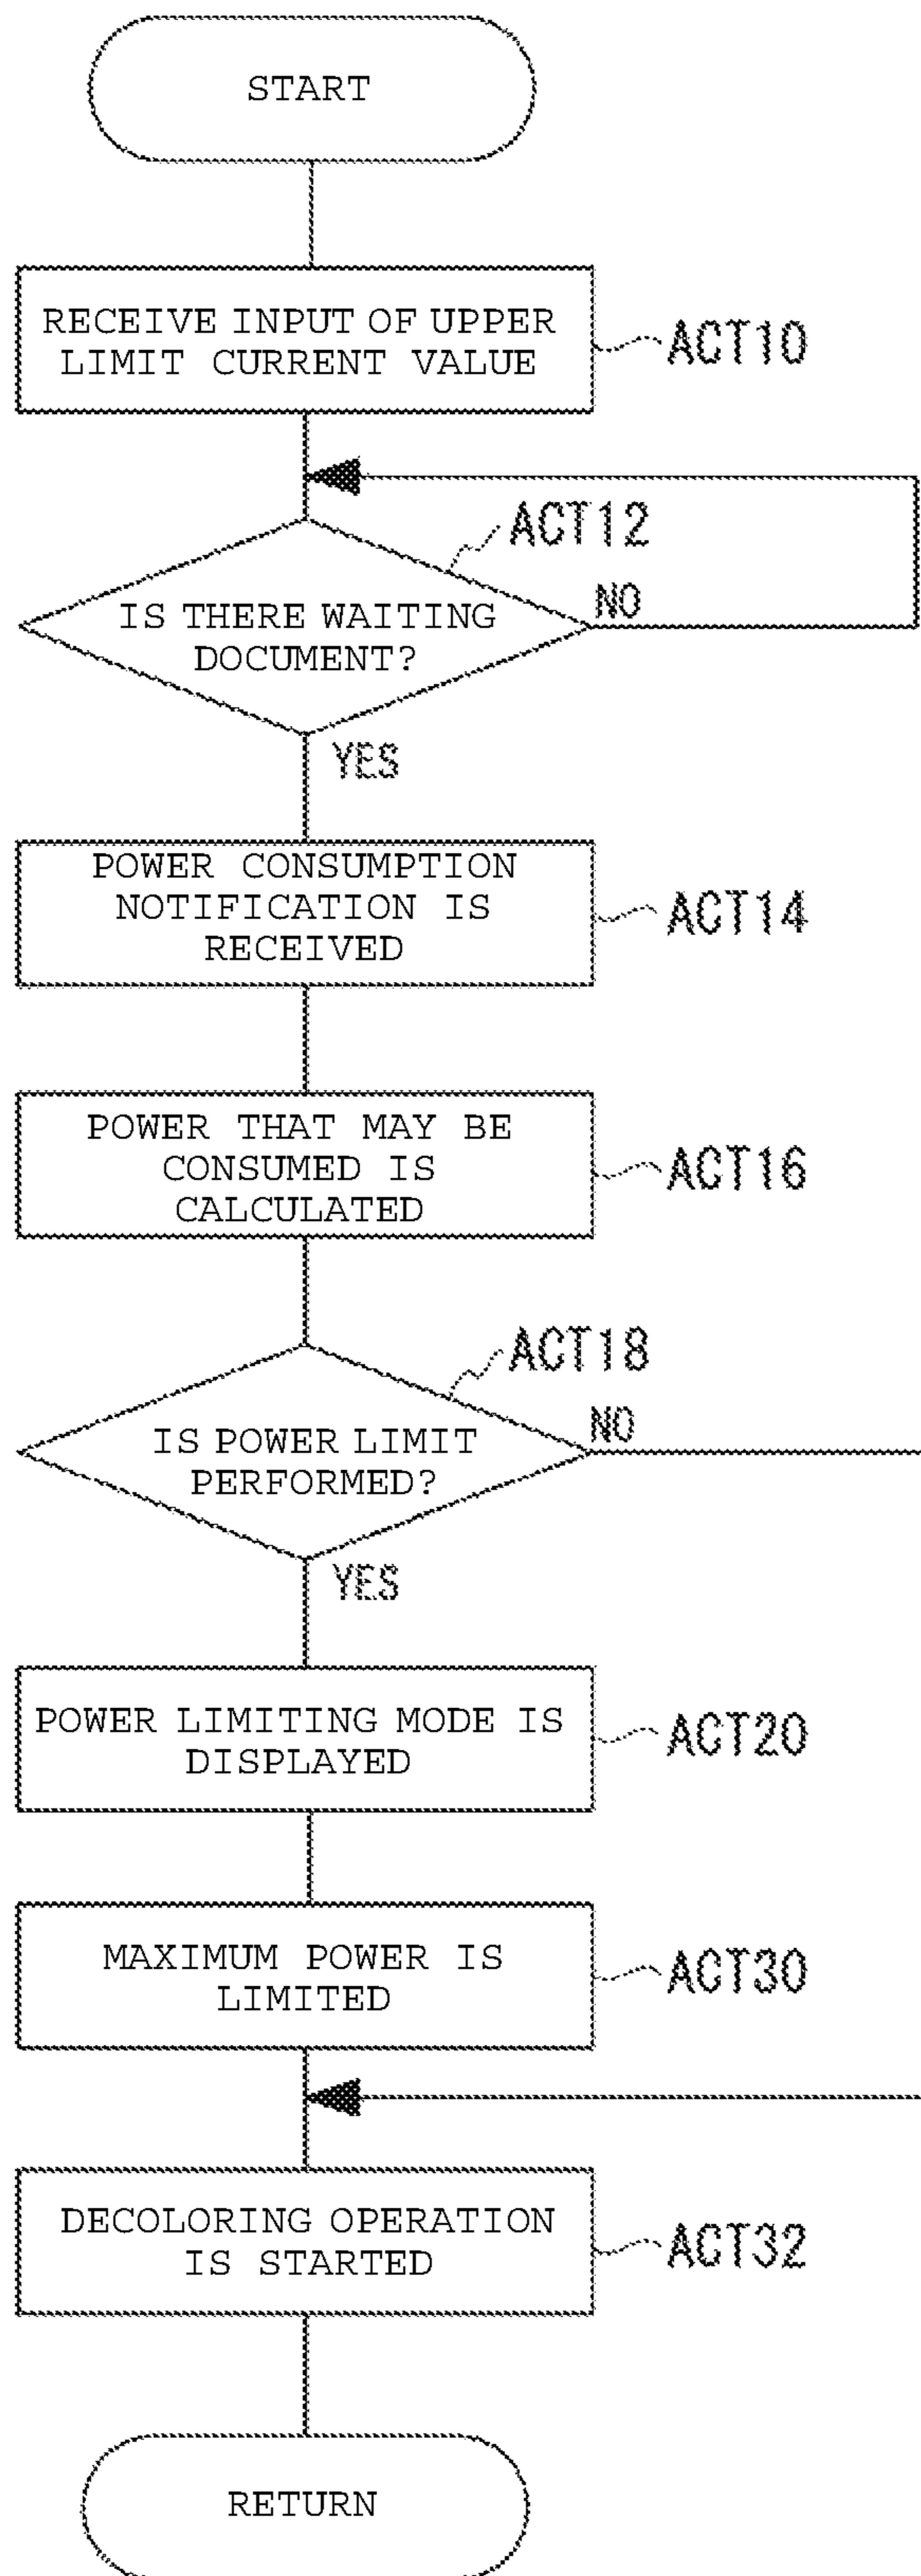 START
RECEIVE INPUT OF UPPER
LIMIT CURRENT VALUE
ACT10
ACT12
IS THERE WAITING
DOCUMENT?
NO
YES
POWER CONSUMPTION
NOTIFICATION IS
RECEIVED
ACT14
POWER THAT MAY BE
CONSUMED IS
CALCULATED
ACT16
ACT18
IS POWER LIMIT
PERFORMED?
NO
YES
POWER LIMITING MODE IS
DISPLAYED
ACT20
MAXIMUM POWER IS
LIMITED
ACT30
DECOLORING OPERATION
IS STARTED
ACT32
RETURN